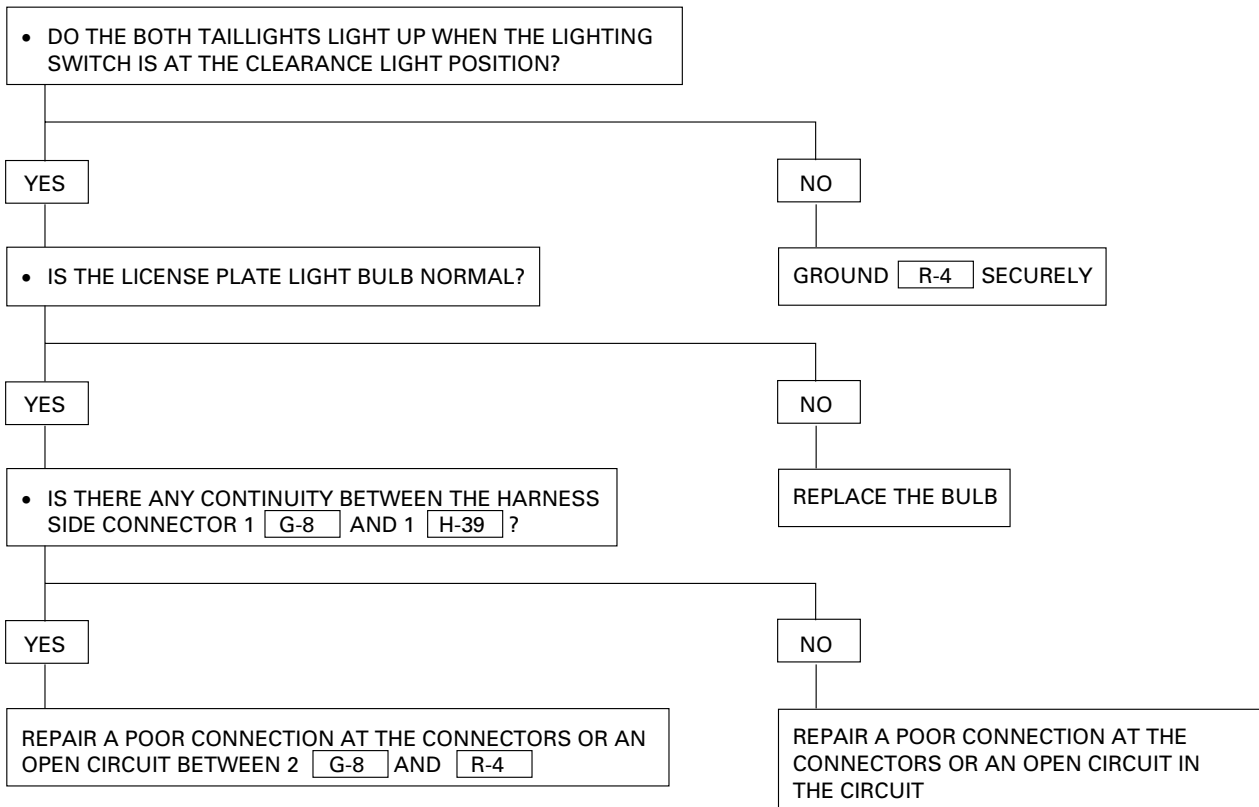 • DO THE BOTH TAILLIGHTS LIGHT UP WHEN THE LIGHTING
SWITCH IS AT THE CLEARANCE LIGHT POSITION?
YES
NO
• IS THE LICENSE PLATE LIGHT BULB NORMAL?
GROUND R-4 SECURELY
YES
NO
• IS THERE ANY CONTINUITY BETWEEN THE HARNESS
SIDE CONNECTOR 1 G-8 AND 1 H-39 ?
REPLACE THE BULB
YES
NO
REPAIR A POOR CONNECTION AT THE CONNECTORS OR AN
OPEN CIRCUIT BETWEEN 2 G-8 AND R-4
REPAIR A POOR CONNECTION AT THE
CONNECTORS OR AN OPEN CIRCUIT IN
THE CIRCUIT